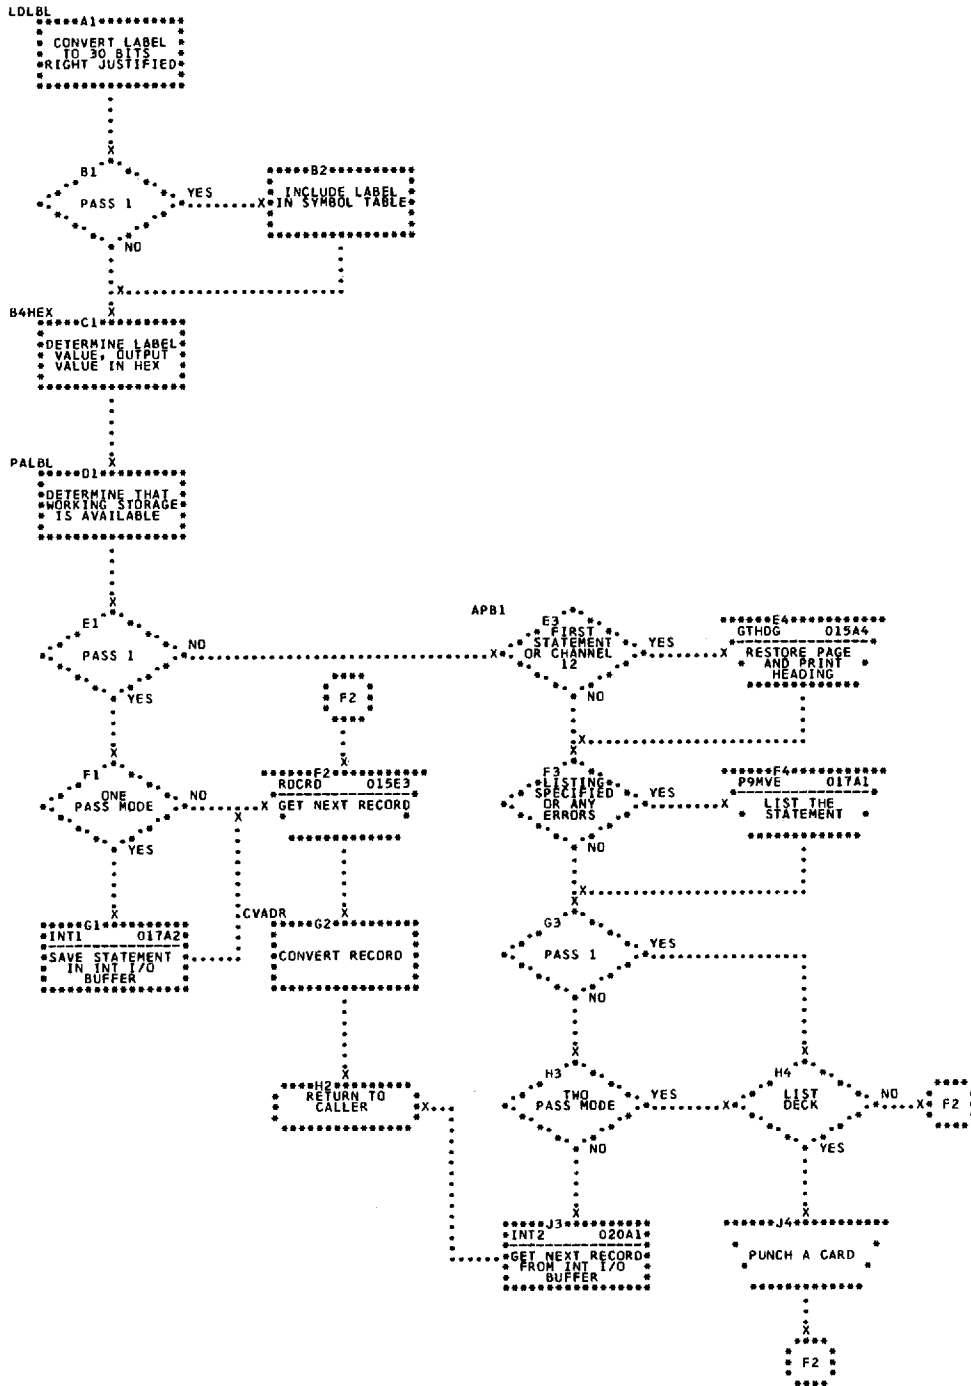 LDLBL
A1
CONVERT LABEL
TO 30 BITS
RIGHT JUSTIFIED
B1
PASS 1
YES
NO
B2
INCLUDE LABEL
IN SYMBOL TABLE
B4HEX
C1
DETERMINE LABEL
VALUE, OUTPUT
VALUE IN HEX
PALBL
D1
DETERMINE THAT
WORKING STORAGE
IS AVAILABLE
E1
PASS 1
NO
YES
APB1
E3
FIRST
STATEMENT
OR CHANNEL
12
YES
NO
E4
GTHDG 015A4
RESTORE PAGE
AND PRINT
HEADING
F2
F1
ONE
PASS MODE
NO
YES
F2
RDCRD 015E3
GET NEXT RECORD
F3
LISTING
SPECIFIED
OR ANY
ERRORS
YES
NO
F4
P9MVE 017A1
LIST THE
STATEMENT
G1
INT1 017A2
SAVE STATEMENT
IN INT I/O
BUFFER
CVADR
G2
CONVERT RECORD
G3
PASS 1
YES
NO
H2
RETURN TO
CALLER
H3
TWO
PASS MODE
YES
NO
H4
LIST
DECK
NO
YES
F2
J3
INT2 020A1
GET NEXT RECORD
FROM INT I/O
BUFFER
J4
PUNCH A CARD
F2